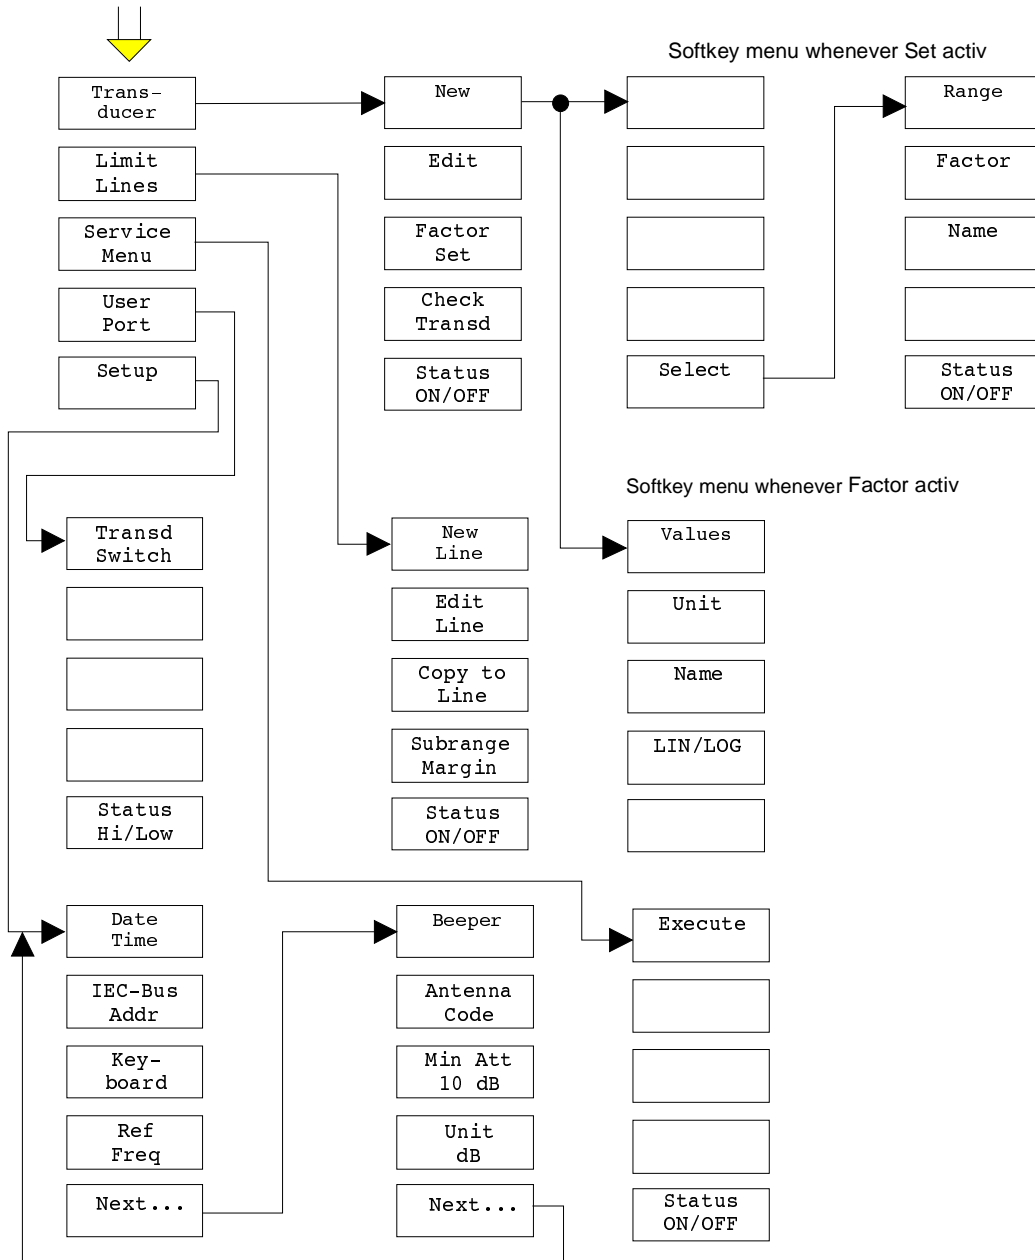 Softkey menu whenever Set activ
Trans-
ducer
Limit
Lines
Service
Menu
User
Port
Setup
New
Edit
Factor
Set
Check
Transd
Status
ON/OFF
Select
Range
Factor
Name
Status
ON/OFF
Softkey menu whenever Factor activ
Transd
Switch
Status
Hi/Low
New
Line
Edit
Line
Copy to
Line
Subrange
Margin
Status
ON/OFF
Values
Unit
Name
LIN/LOG
Date
Time
IEC-Bus
Addr
Key-
board
Ref
Freq
Next...
Beeper
Antenna
Code
Min Att
10 dB
Unit
dB
Next...
Execute
Status
ON/OFF